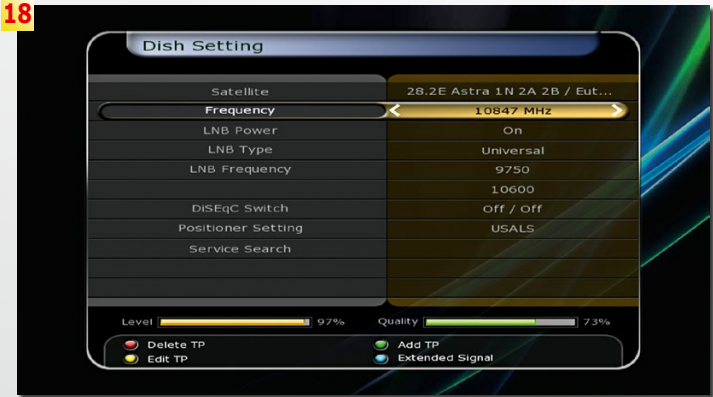 18
Dish Setting
Satellite 28.2E Astra 1N 2A 2B / Eut...
Frequency 10847 MHz
LNB Power On
LNB Type Universal
LNB Frequency 9750
10600
DiSEqC Switch Off / Off
Positioner Setting USALS
Service Search
Level 97% Quality 73%
Delete TP Add TP
Edit TP Extended Signal